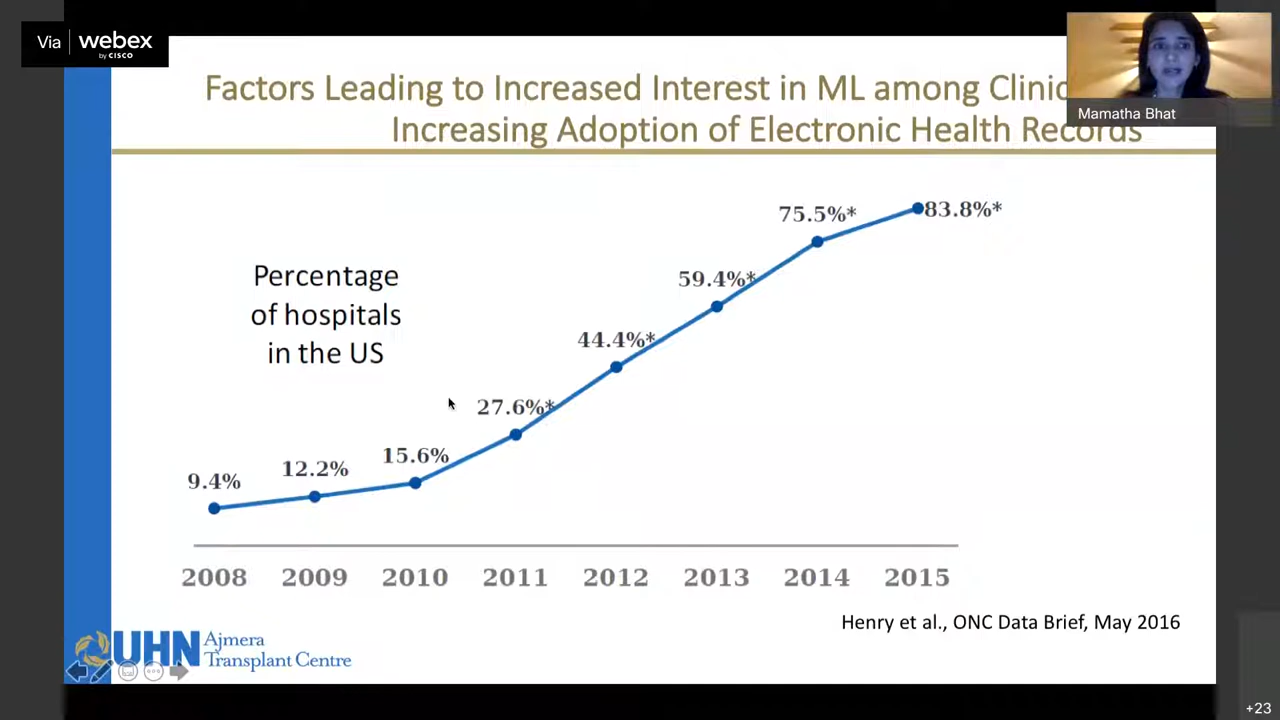 Via webex
by CISCO
Mamatha Bhat
Factors Leading to Increased Interest in ML among
Increasing Adoption of Electronic Health Records
Percentage
of hospitals
in the US
9.4%
12.2%
15.6%
27.6%*
44.4%*
59.4%*
75.5%*
83.8%*
2008 2009 2010 2011 2012 2013 2014 2015
Henry et al., ONC Data Brief, May 2016
UHN Ajmera
Transplant Centre
+23